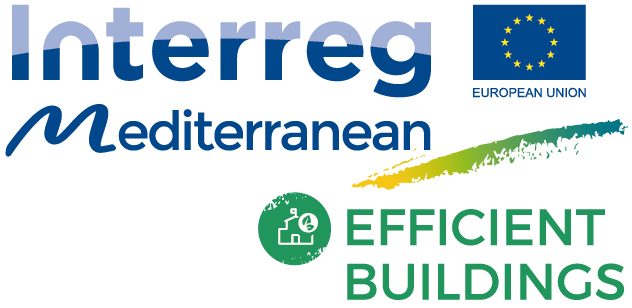 Interreg
EUROPEAN UNION
Mediterranean
EFFICIENT
BUILDINGS